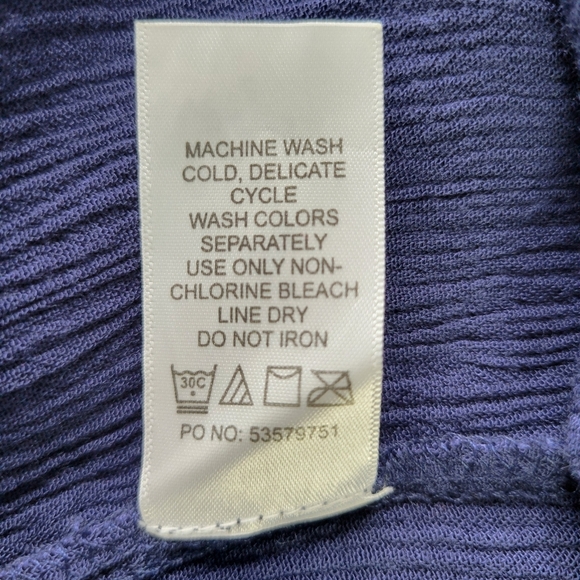 MACHINE WASH
COLD, DELICATE
CYCLE
WASH COLORS
SEPARATELY
USE ONLY NON-
CHLORINE BLEACH
LINE DRY
DO NOT IRON
30C
PO NO: 53579751